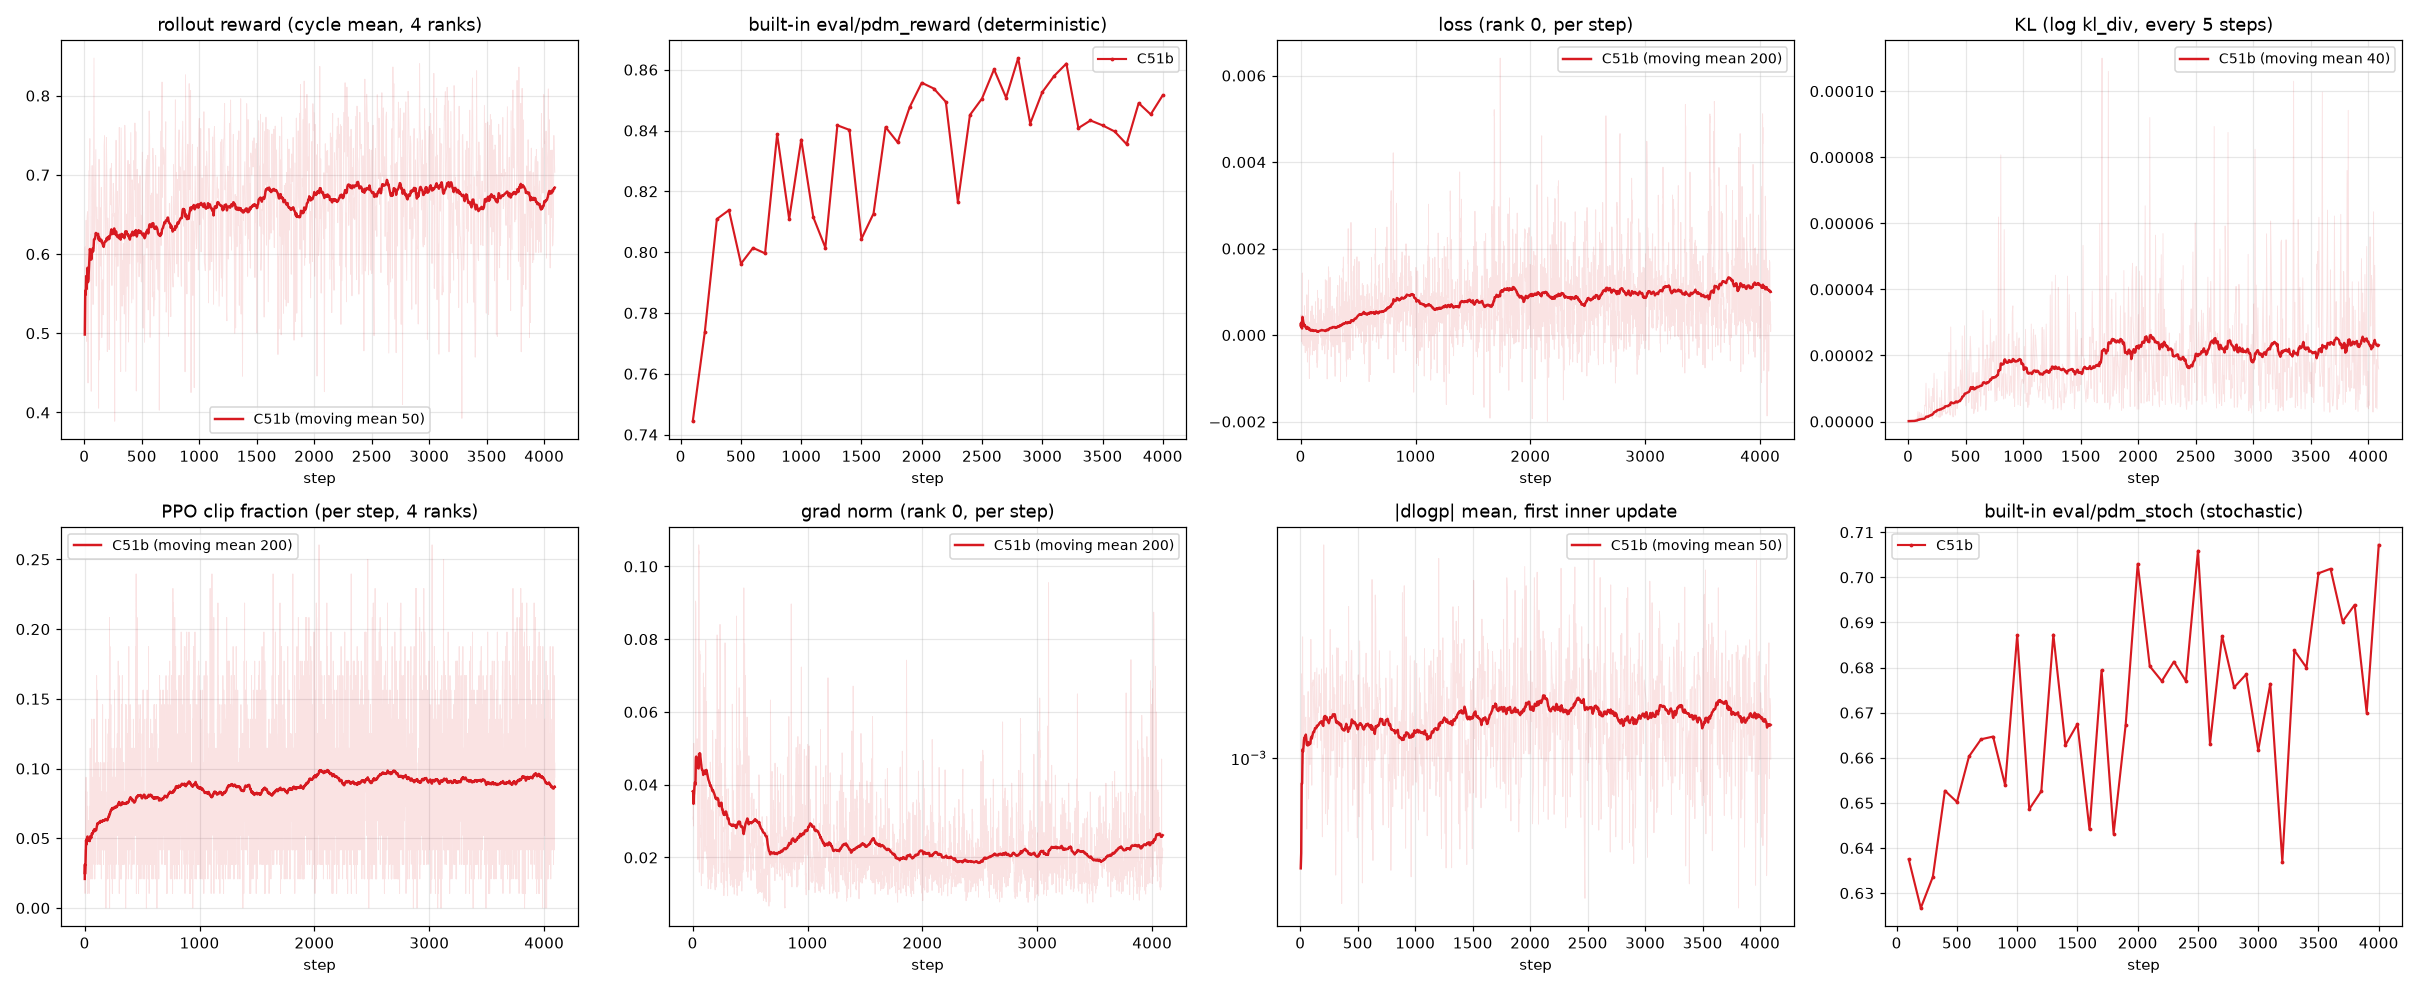 rollout reward (cycle mean, 4 ranks)
0.8
0.7
0.6
0.5
0.4
C51b (moving mean 50)
0 500 1000 1500 2000 2500 3000 3500 4000
step
built-in eval/pdm_reward (deterministic)
C51b
0.86
0.84
0.82
0.80
0.78
0.76
0.74
0 500 1000 1500 2000 2500 3000 3500 4000
step
loss (rank 0, per step)
C51b (moving mean 200)
0.006
0.004
0.002
0.000
−0.002
0 1000 2000 3000 4000
step
KL (log kl_div, every 5 steps)
C51b (moving mean 40)
0.00010
0.00008
0.00006
0.00004
0.00002
0.00000
0 500 1000 1500 2000 2500 3000 3500 4000
step
PPO clip fraction (per step, 4 ranks)
C51b (moving mean 200)
0.25
0.20
0.15
0.10
0.05
0.00
0 1000 2000 3000 4000
step
grad norm (rank 0, per step)
C51b (moving mean 200)
0.10
0.08
0.06
0.04
0.02
0 1000 2000 3000 4000
step
|dlogp| mean, first inner update
C51b (moving mean 50)
10⁻³
0 500 1000 1500 2000 2500 3000 3500 4000
step
built-in eval/pdm_stoch (stochastic)
C51b
0.71
0.70
0.69
0.68
0.67
0.66
0.65
0.64
0.63
0 500 1000 1500 2000 2500 3000 3500 4000
step